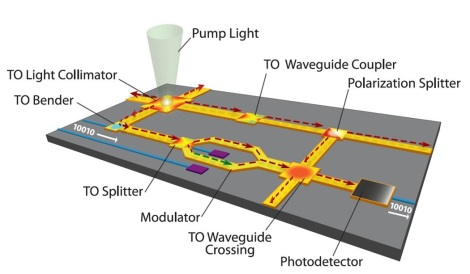 Pump Light
TO Light Collimator
TO Waveguide Coupler
Polarization Splitter
TO Bender
10010
TO Splitter
Modulator
TO Waveguide
Crossing
Photodetector
10010